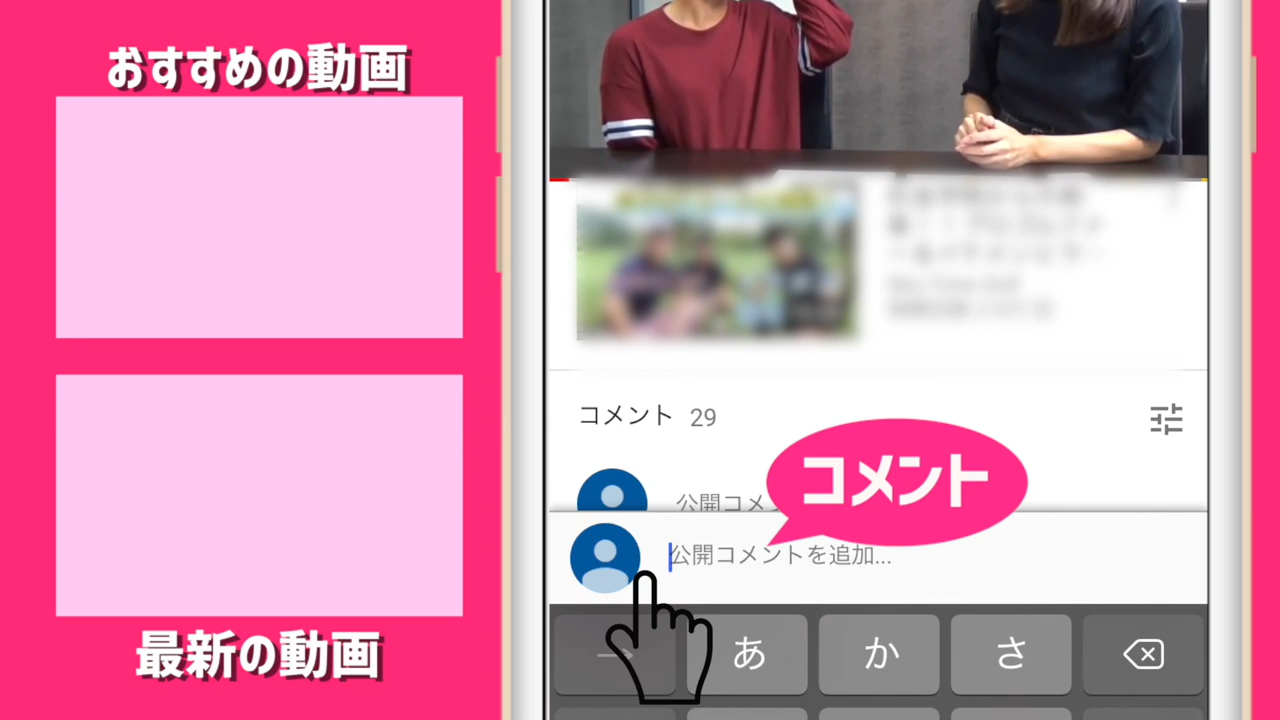 おすすめの動画
最新の動画
コメント 29
コメント
公開コメ
公開コメントを追加...
あ
か
さ